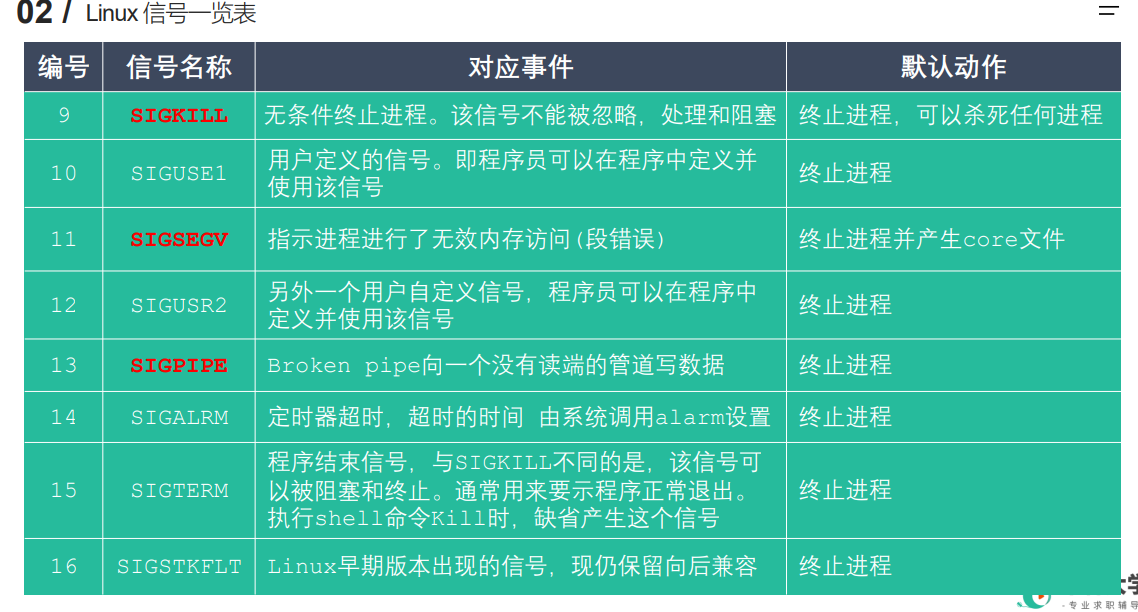 02 / Linux 信号一览表
编号 信号名称 对应事件 默认动作
9 SIGKILL 无条件终止进程。该信号不能被忽略，处理和阻塞 终止进程，可以杀死任何进程
10 SIGUSE1 用户定义的信号。即程序员可以在程序中定义并
使用该信号 终止进程
11 SIGSEGV 指示进程进行了无效内存访问(段错误) 终止进程并产生core文件
12 SIGUSR2 另外一个用户自定义信号，程序员可以在程序中
定义并使用该信号 终止进程
13 SIGPIPE Broken pipe向一个没有读端的管道写数据 终止进程
14 SIGALRM 定时器超时，超时的时间 由系统调用alarm设置 终止进程
15 SIGTERM 程序结束信号，与SIGKILL不同的是，该信号可
以被阻塞和终止。通常用来要示程序正常退出。
执行shell命令Kill时，缺省产生这个信号 终止进程
16 SIGSTKFLT Linux早期版本出现的信号，现仍保留向后兼容 终止进程
大学
-专业求职辅导